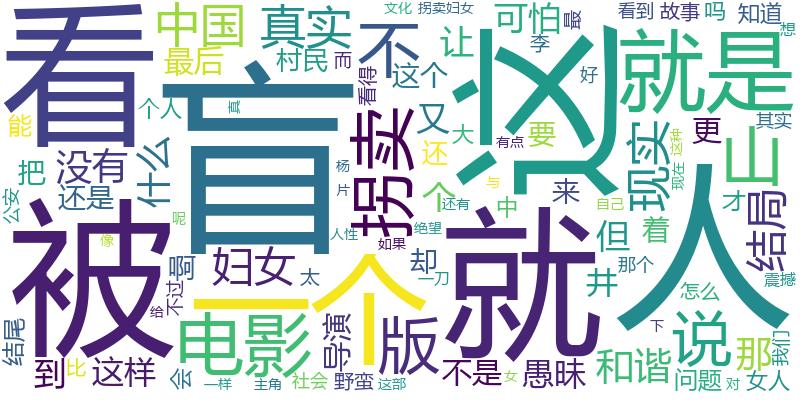 看
中国
真实
不
让
可怕
李
最
看到
故事
吗
知道
想
文化
拐卖妇女
最后
村民
而
这个
看得
好
这
就是
盲
个人
真
能
把
没有
什么
还是
公安
拐卖
又
大
还
有点
要
个
杨
片
中
来
与
自己
现实
这种
现在
更
山
其实
才
结局
被
呢
像
人性
如果
绝望
还有
就
但
着
井
那个
人
震撼
妇女
哥
不过
给
太
一个
却
一刀
怎么
下
结尾
到
比
这样
电影
会
一样
主角
社会
导演
野蛮
版
这部
不是
女
愚昧
和谐
说
问题
那
对
女人
我们